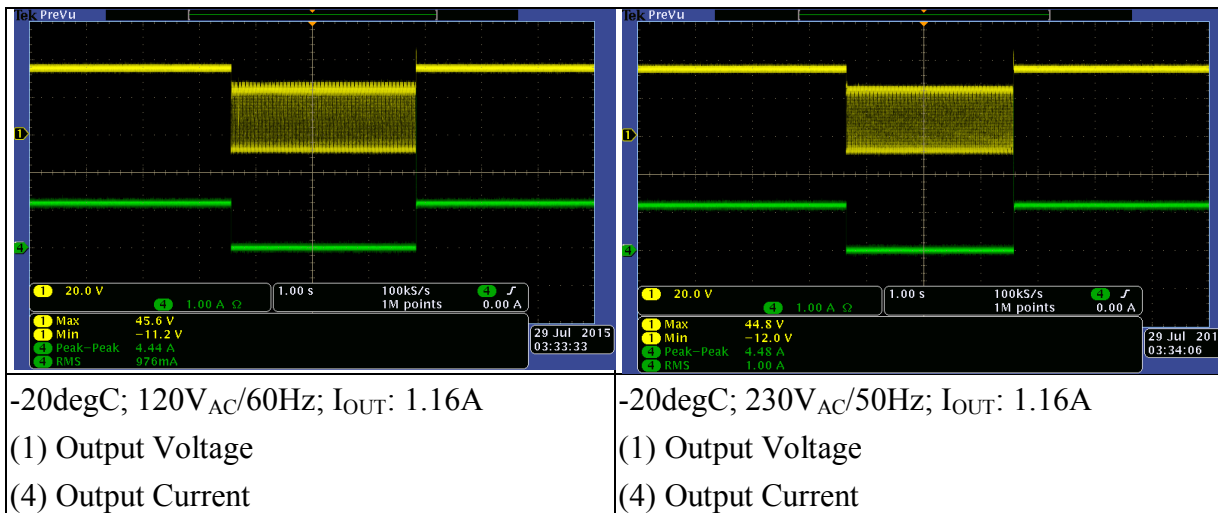 Tek PreVu
1
4
1 20.0 V
4 1.00 A Ω
1.00 s 100kS/s 4
1M points 0.00 A
1 Max 45.6 V
1 Min −11.2 V
4 Peak−Peak 4.44 A
4 RMS 976mA
29 Jul 2015
03:33:33
Tek PreVu
1
4
1 20.0 V
4 1.00 A Ω
1.00 s 100kS/s 4
1M points 0.00 A
1 Max 44.8 V
1 Min −12.0 V
4 Peak−Peak 4.48 A
4 RMS 1.00 A
29 Jul 201
03:34:06
-20degC; 120VAC/60Hz; IOUT: 1.16A
(1) Output Voltage
(4) Output Current
-20degC; 230VAC/50Hz; IOUT: 1.16A
(1) Output Voltage
(4) Output Current